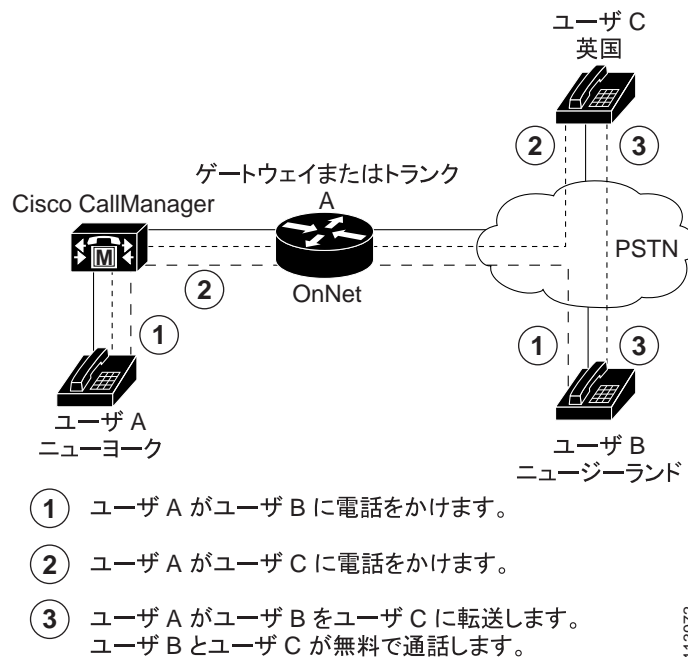 ユーザ C
英国
2
3
ゲートウェイまたはトランク
A
Cisco CallManager
M
PSTN
OnNet
2
1
1
3
ユーザ A
ニューヨーク
ユーザ B
ニュージーランド
1 ユーザ A がユーザ B に電話をかけます。
2 ユーザ A がユーザ C に電話をかけます。
3 ユーザ A がユーザ B をユーザ C に転送します。
ユーザ B とユーザ C が無料で通話します。